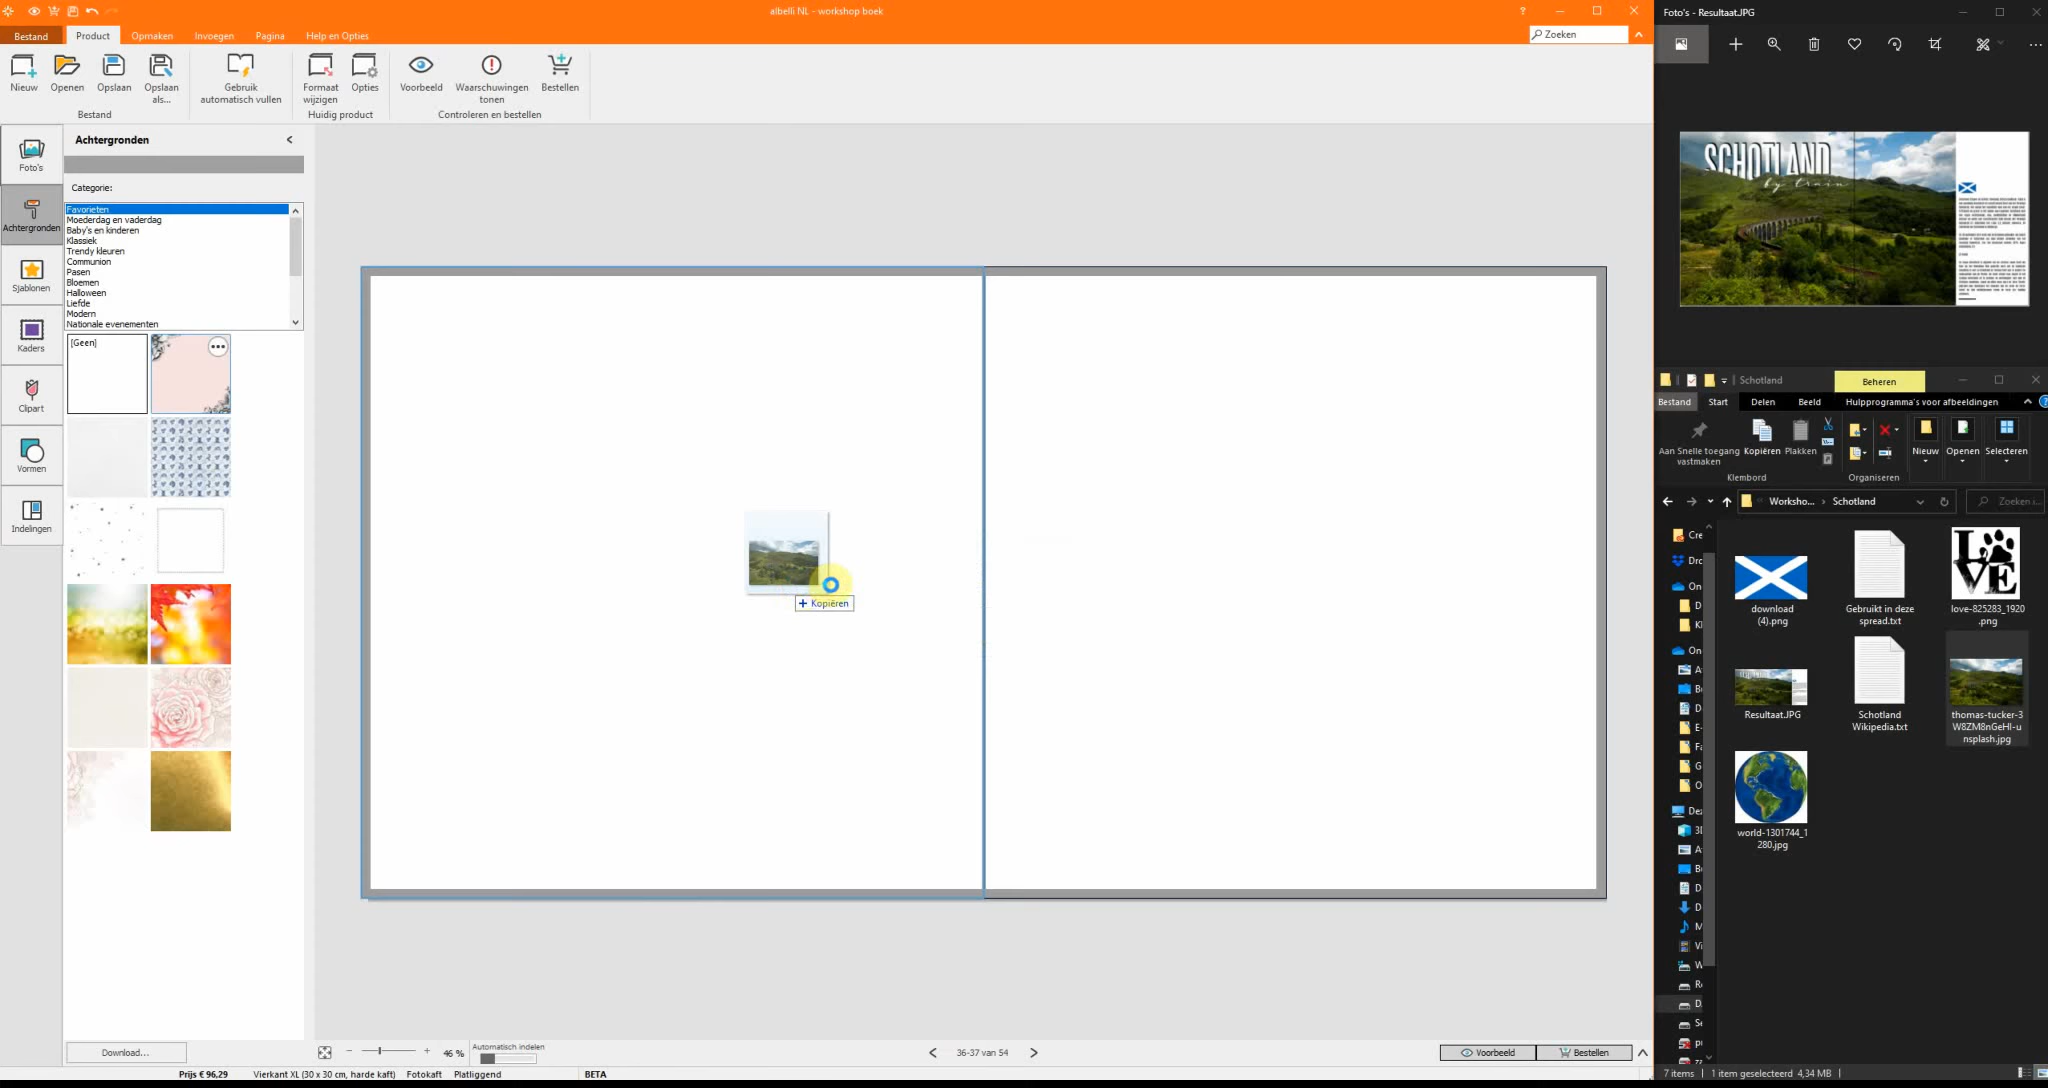 albelli NL - workshop boek
Bestand Product Opmaken Invoegen Pagina Help en Opties
Zoeken
Nieuw Openen Opslaan Opslaan als...
Bestand
Gebruik automatisch vullen
Formaat wijzigen Opties
Huidig product
Voorbeeld Waarschuwingen tonen Bestellen
Controleren en bestellen
Foto's
Achtergronden
Sjablonen
Kaders
Clipart
Vormen
Indelingen
Achtergronden
Categorie:
Favorieten
Moederdag en vaderdag
Baby's en kinderen
Klassiek
Trendy kleuren
Communion
Pasen
Bloemen
Halloween
Liefde
Modern
Nationale evenementen
[Geen]
Download...
+ Kopiëren
46 %
Automatisch indelen
36-37 van 54
Voorbeeld
Bestellen
Prijs € 96,29 Vierkant XL (30 x 30 cm, harde kaft) Fotokaft Platliggend BETA
Foto's - Resultaat.JPG
SCHOTLAND
by train
Schotland
Beheren
Bestand Start Delen Beeld Hulpprogramma's voor afbeeldingen
Aan Snelle toegang vastmaken
Kopiëren
Plakken
Klembord
Organiseren
Nieuw
Openen
Selecteren
Worksho... › Schotland
Zoeken i...
download (4).png
Gebruikt in deze spread.txt
LOVE
love-825283_1920.png
Resultaat.JPG
Schotland Wikipedia.txt
thomas-tucker-3W8ZM8nGeHI-unsplash.jpg
world-1301744_1280.jpg
7 items
1 item geselecteerd 4,34 MB